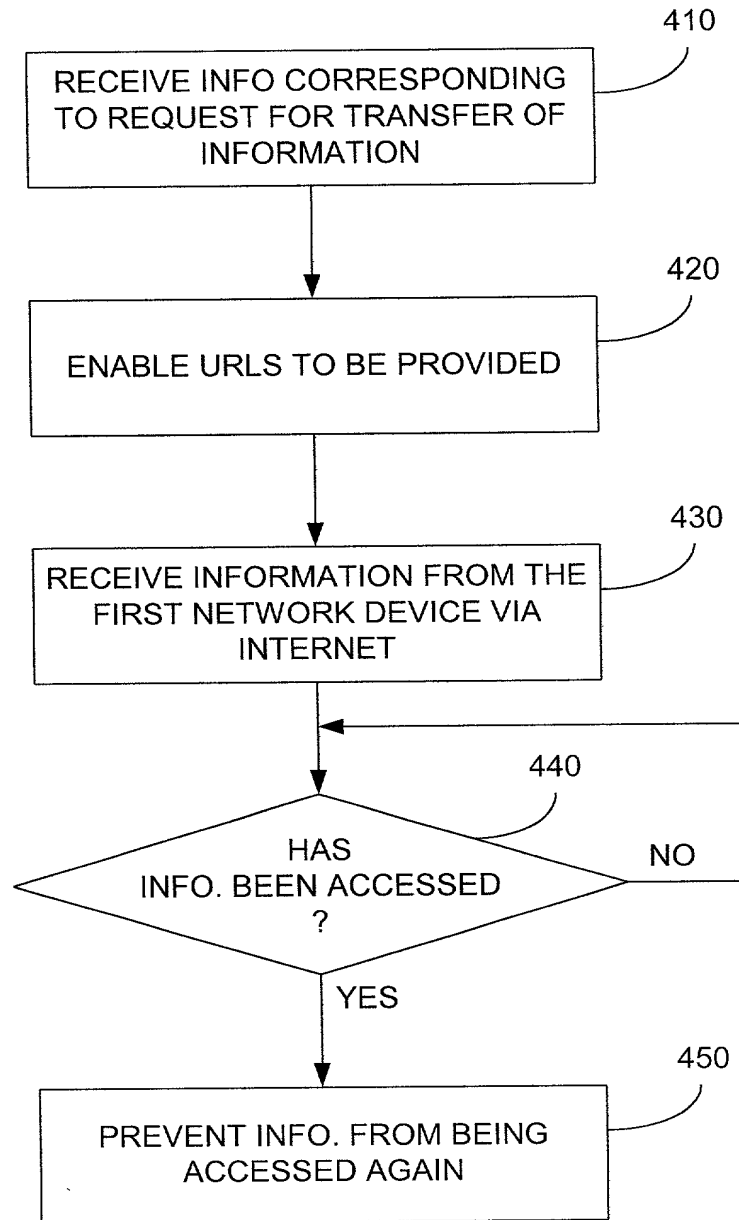 410
RECEIVE INFO CORRESPONDING
TO REQUEST FOR TRANSFER OF
INFORMATION
420
ENABLE URLS TO BE PROVIDED
430
RECEIVE INFORMATION FROM THE
FIRST NETWORK DEVICE VIA
INTERNET
440
HAS
INFO. BEEN ACCESSED
?
NO
YES
450
PREVENT INFO. FROM BEING
ACCESSED AGAIN